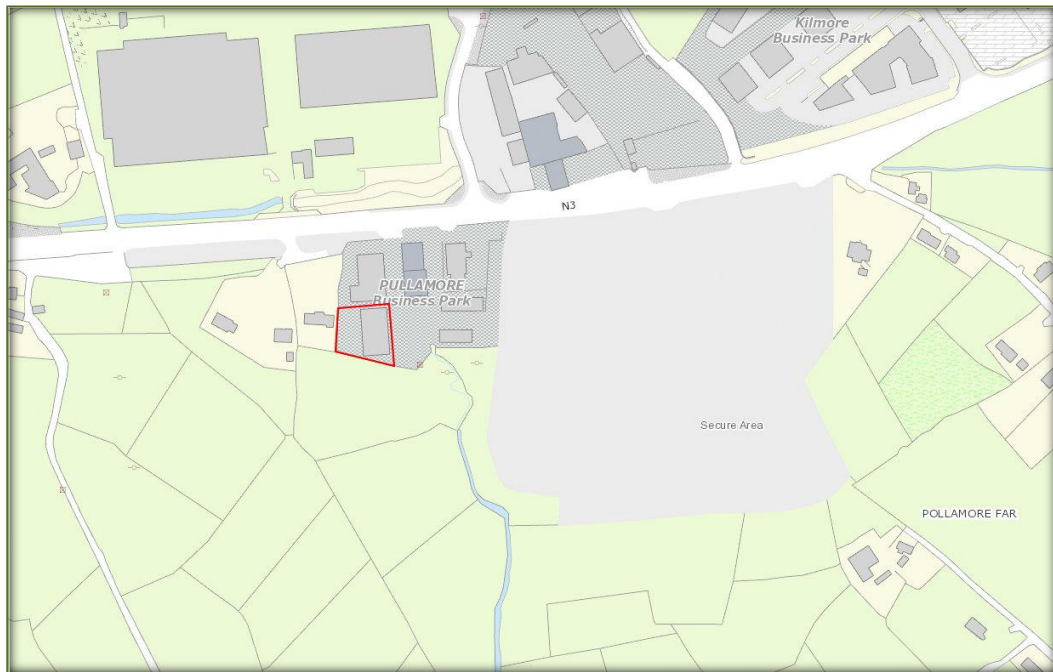 Kilmore
Business Park
N3
PULLAMORE
Business Park
Secure Area
POLLAMORE FAR